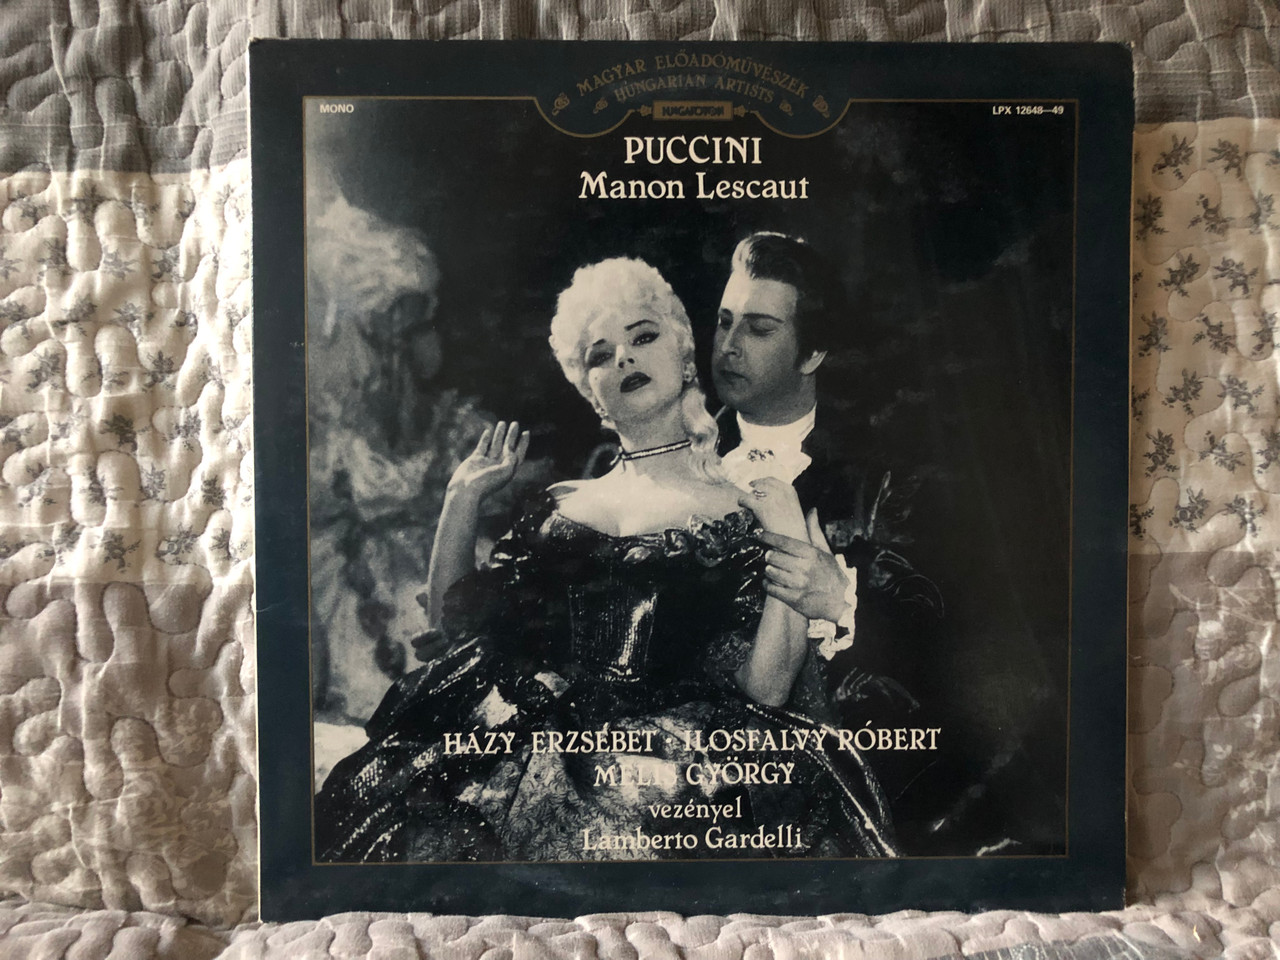 MAGYAR ELŐADÓMŰVÉSZEK
HUNGARIAN ARTISTS
HUNGAROTON
MONO
LPX 12648—49
PUCCINI
Manon Lescaut
HÁZY ERZSÉBET · ILOSFALVY RÓBERT
MELIS GYÖRGY
vezényel
Lamberto Gardelli